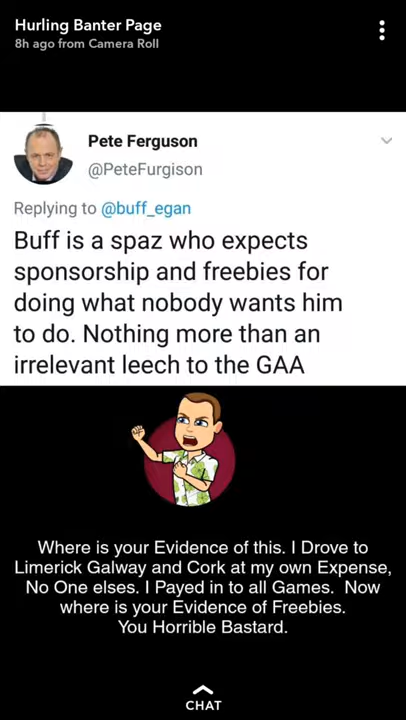 Hurling Banter Page
8h ago from Camera Roll
Pete Ferguson
@PeteFurgison
Replying to @buff_egan
Buff is a spaz who expects
sponsorship and freebies for
doing what nobody wants him
to do. Nothing more than an
irrelevant leech to the GAA
Where is your Evidence of this. I Drove to
Limerick Galway and Cork at my own Expense,
No One elses. I Payed in to all Games. Now
where is your Evidence of Freebies.
You Horrible Bastard.
CHAT